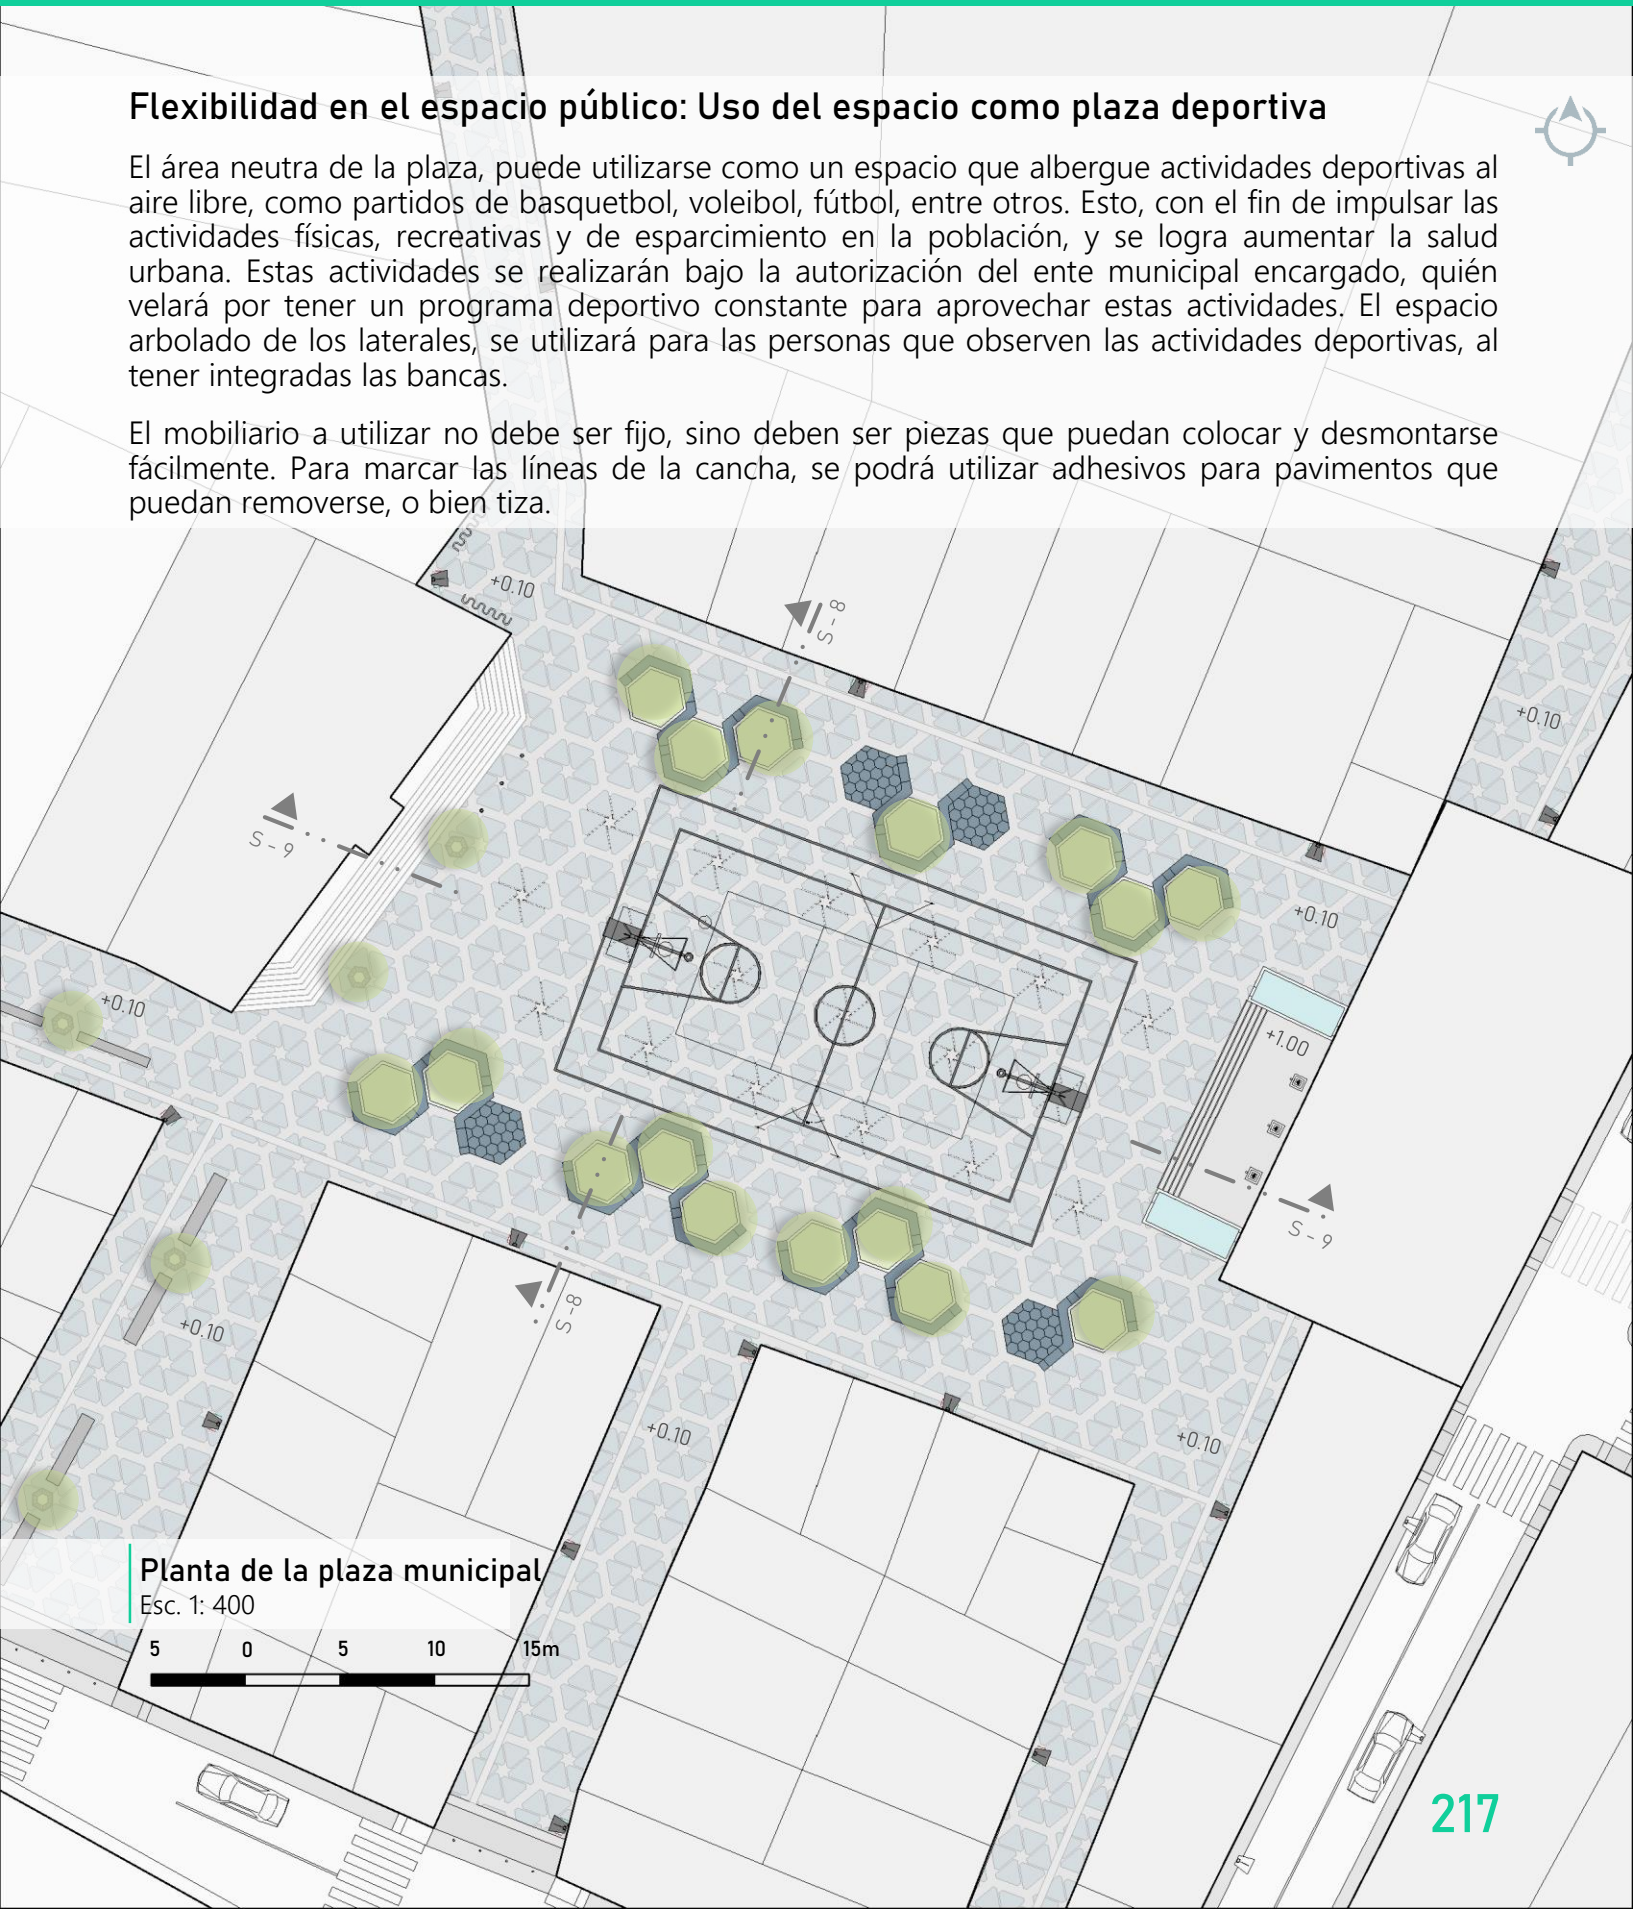 Flexibilidad en el espacio público: Uso del espacio como plaza deportiva
El área neutra de la plaza, puede utilizarse como un espacio que albergue actividades deportivas al
aire libre, como partidos de basquetbol, voleibol, fútbol, entre otros. Esto, con el fin de impulsar las
actividades físicas, recreativas y de esparcimiento en la población, y se logra aumentar la salud
urbana. Estas actividades se realizarán bajo la autorización del ente municipal encargado, quién
velará por tener un programa deportivo constante para aprovechar estas actividades. El espacio
arbolado de los laterales, se utilizará para las personas que observen las actividades deportivas, al
tener integradas las bancas.
El mobiliario a utilizar no debe ser fijo, sino deben ser piezas que puedan colocar y desmontarse
fácilmente. Para marcar las líneas de la cancha, se podrá utilizar adhesivos para pavimentos que
puedan removerse, o bien tiza.
+0.10
S - 8
+0.10
S - 9
+0.10
+0.10
+1.00
S - 9
S - 8
+0.10
+0.10
+0.10
Planta de la plaza municipal
Esc. 1: 400
5 0 5 10 15m
217